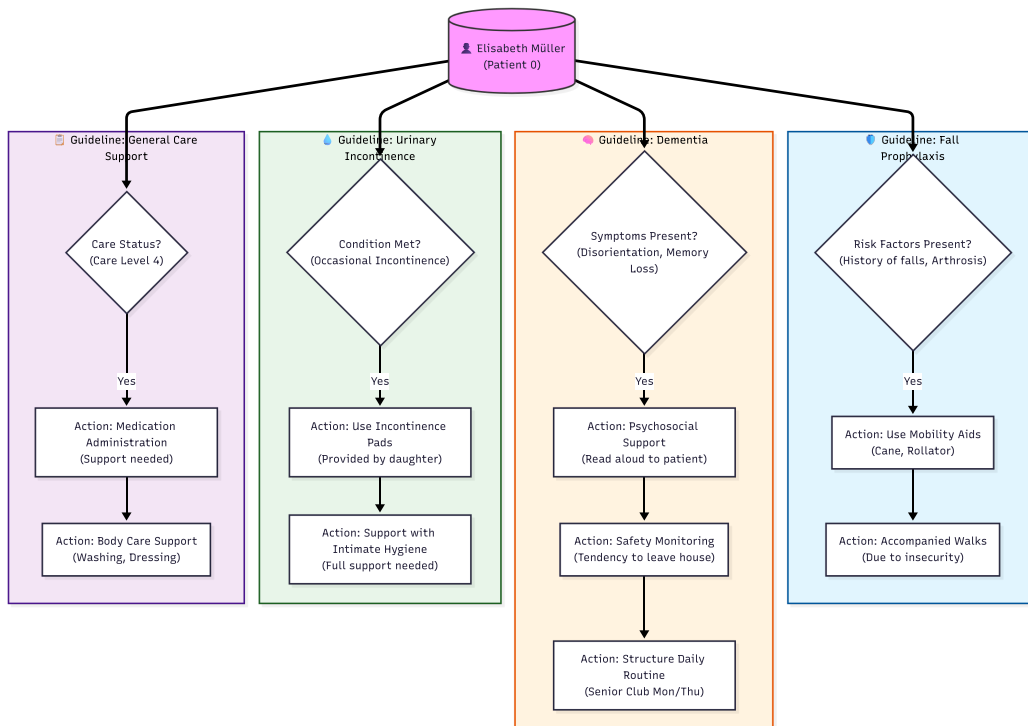 👤 Elisabeth Müller
(Patient 0)
📋 Guideline: General Care
Support
Care Status?
(Care Level 4)
Yes
Action: Medication
Administration
(Support needed)
Action: Body Care Support
(Washing, Dressing)
💧 Guideline: Urinary
Incontinence
Condition Met?
(Occasional Incontinence)
Yes
Action: Use Incontinence
Pads
(Provided by daughter)
Action: Support with
Intimate Hygiene
(Full support needed)
🧠 Guideline: Dementia
Symptoms Present?
(Disorientation, Memory
Loss)
Yes
Action: Psychosocial
Support
(Read aloud to patient)
Action: Safety Monitoring
(Tendency to leave house)
Action: Structure Daily
Routine
(Senior Club Mon/Thu)
🛡️ Guideline: Fall
Prophylaxis
Risk Factors Present?
(History of falls, Arthrosis)
Yes
Action: Use Mobility Aids
(Cane, Rollator)
Action: Accompanied Walks
(Due to insecurity)